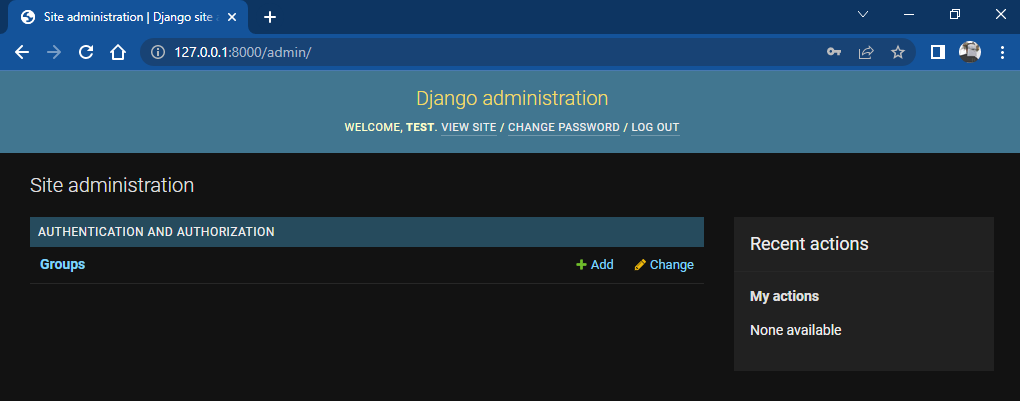 Site administration | Django site a
127.0.0.1:8000/admin/
Django administration
WELCOME, TEST. VIEW SITE / CHANGE PASSWORD / LOG OUT
Site administration
AUTHENTICATION AND AUTHORIZATION
Groups
Add
Change
Recent actions
My actions
None available